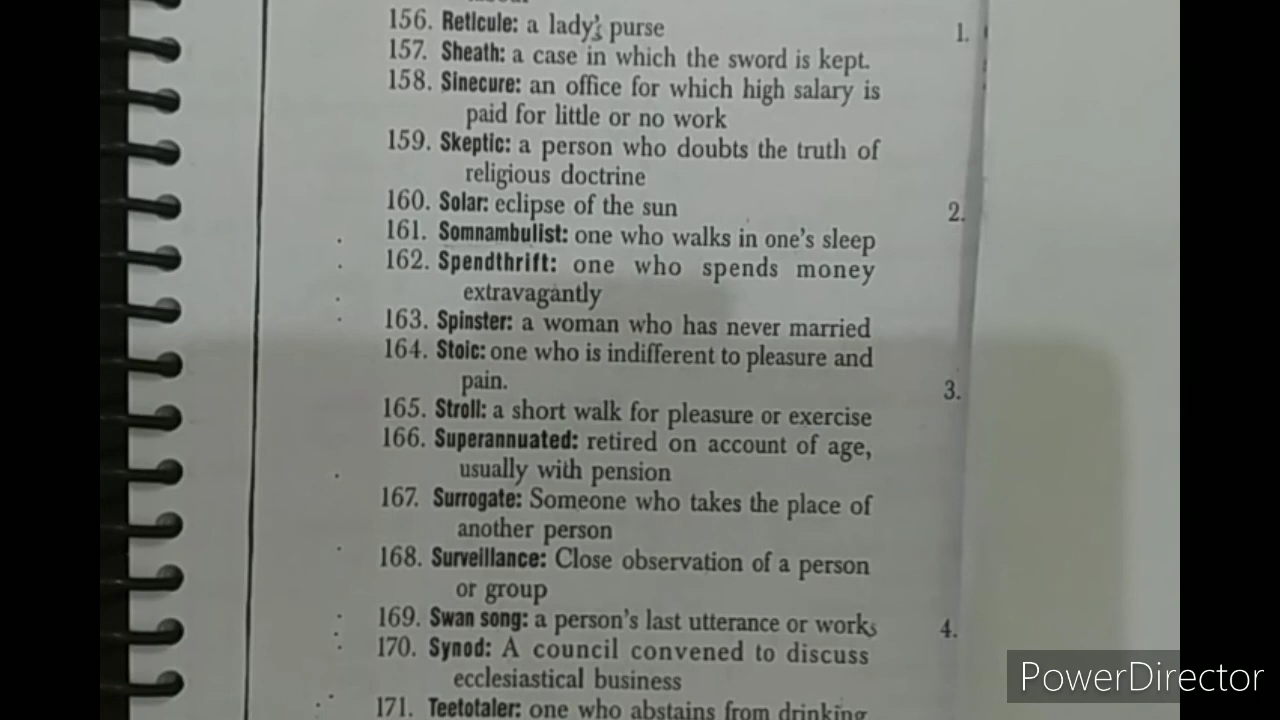 156. Reticule: a lady's purse
157. Sheath: a case in which the sword is kept.
158. Sinecure: an office for which high salary is
paid for little or no work
159. Skeptic: a person who doubts the truth of
religious doctrine
160. Solar: eclipse of the sun
161. Somnambulist: one who walks in one's sleep
162. Spendthrift: one who spends money
extravagantly
163. Spinster: a woman who has never married
164. Stoic: one who is indifferent to pleasure and
pain.
165. Stroll: a short walk for pleasure or exercise
166. Superannuated: retired on account of age,
usually with pension
167. Surrogate: Someone who takes the place of
another person
168. Surveillance: Close observation of a person
or group
169. Swan song: a person's last utterance or works
170. Synod: A council convened to discuss
ecclesiastical business
171. Teetotaler: one who abstains from drinking
1.
2.
3.
4.
PowerDirector